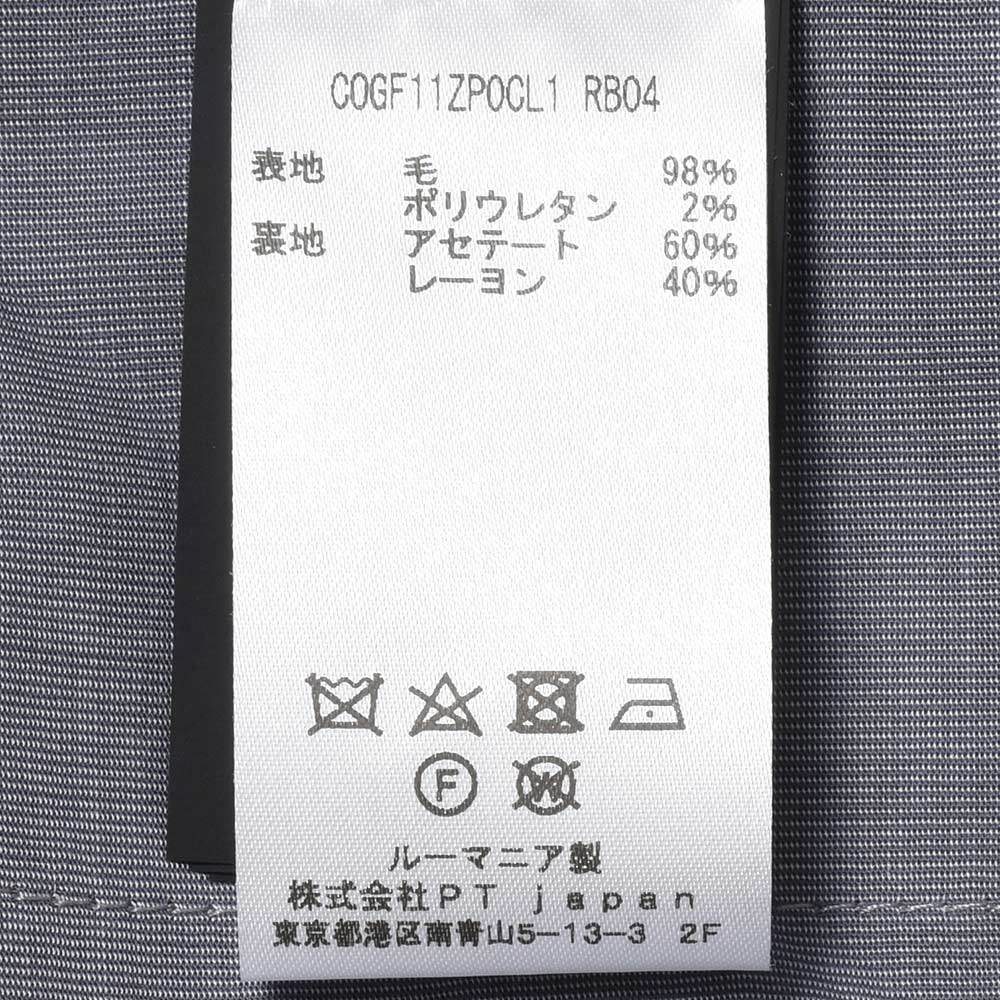 COGF11ZP0CL1 RB04
表地 毛 98%
ポリウレタン 2%
裏地 アセテート 60%
レーヨン 40%
F W
ルーマニア製
株式会社PT japan
東京都港区南青山5-13-3 2F